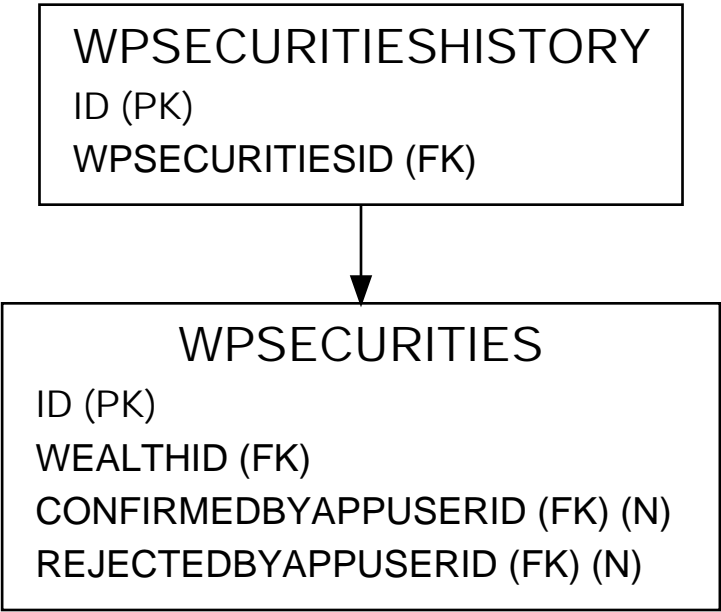 WPSECURITIESHISTORY
ID (PK)
WPSECURITIESID (FK)
WPSECURITIES
ID (PK)
WEALTHID (FK)
CONFIRMEDBYAPPUSERID (FK) (N)
REJECTEDBYAPPUSERID (FK) (N)